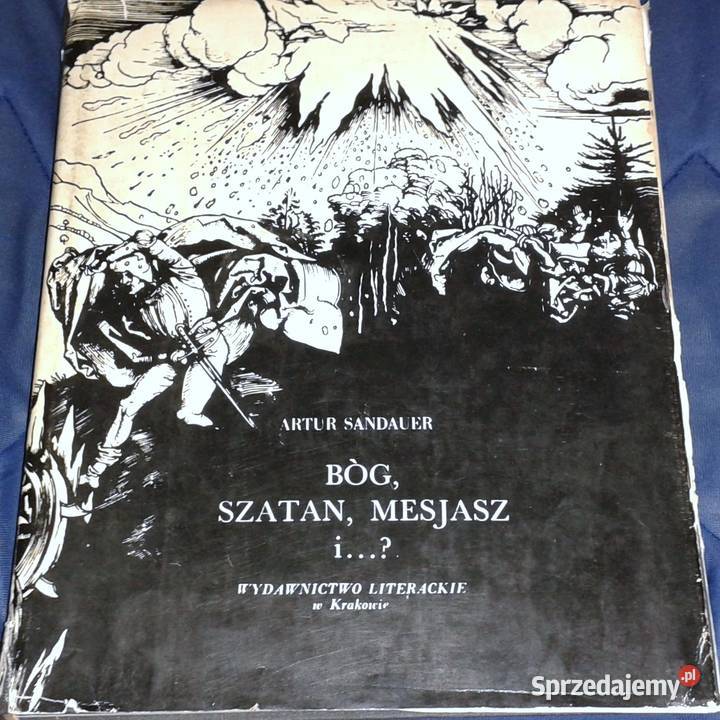 ARTUR SANDAUER
BÒG,
SZATAN, MESJASZ
i...?
WYDAWNICTWO LITERACKIE
w Krakowie
Sprzedajemy.pl